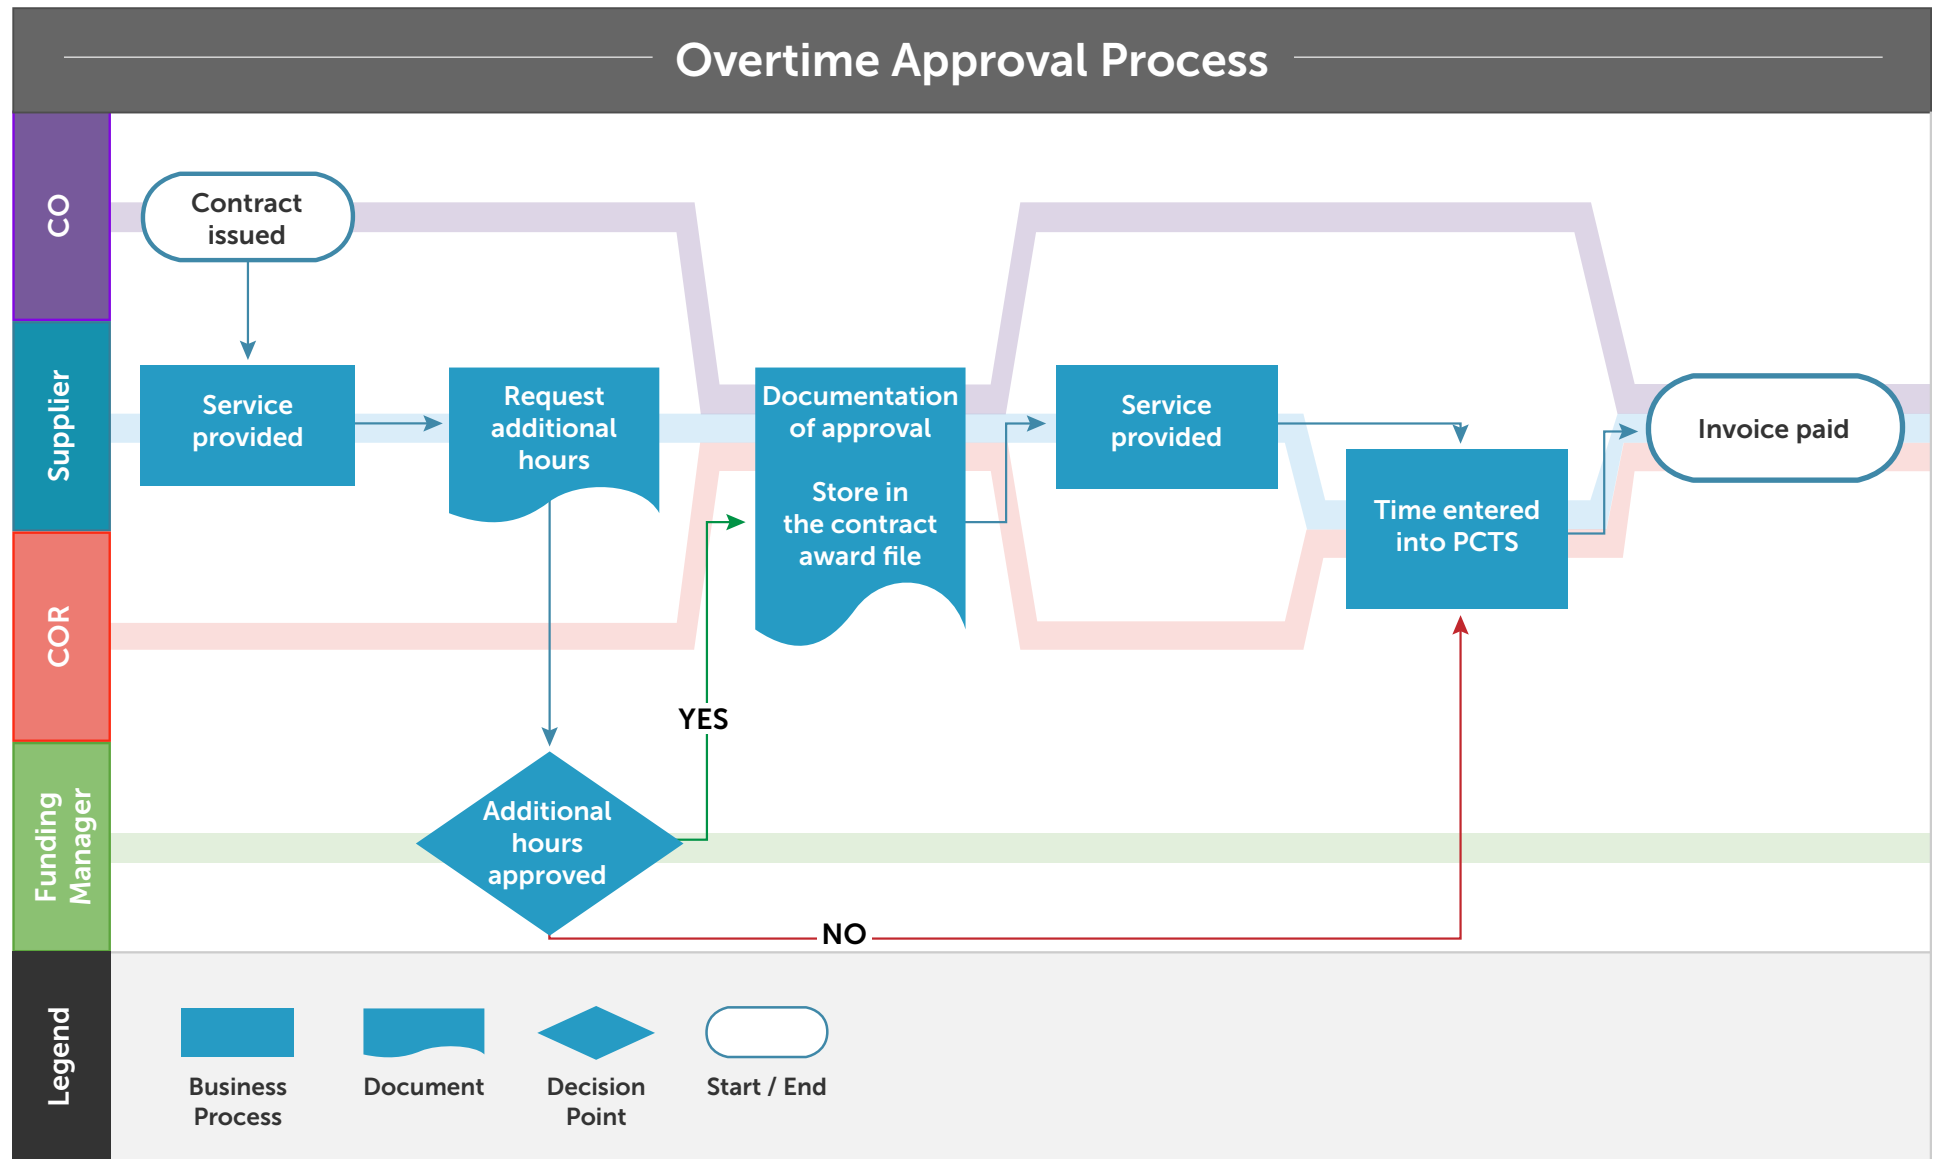 Overtime Approval Process
CO
Contract
issued
Supplier
Service
provided
Request
additional
hours
Documentation
of approval
Store in
the contract
award file
Service
provided
Time entered
into PCTS
Invoice paid
COR
YES
Funding
Manager
Additional
hours
approved
NO
Legend
Business
Process
Document
Decision
Point
Start / End